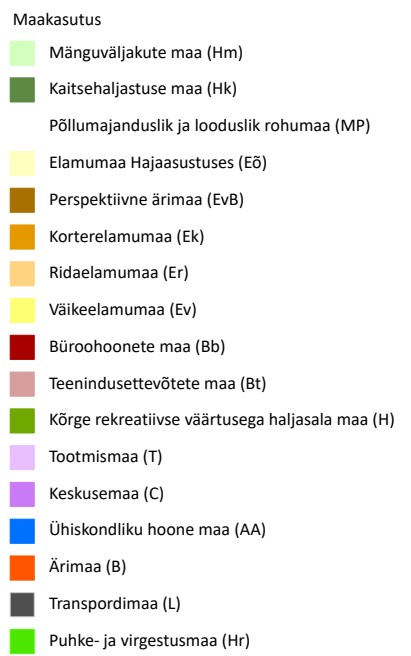 Maakasutus
Mänguväljakute maa (Hm)
Kaitsehaljastuse maa (Hk)
Põllumajanduslik ja looduslik rohumaa (MP)
Elamumaa Hajaasustuses (Eõ)
Perspektiivne ärimaa (EvB)
Korterelamumaa (Ek)
Ridaelamumaa (Er)
Väikeelamumaa (Ev)
Büroohoonete maa (Bb)
Teenindusettevõtete maa (Bt)
Kõrge rekreatiivse väärtusega haljasala maa (H)
Tootmismaa (T)
Keskusemaa (C)
Ühiskondliku hoone maa (AA)
Ärimaa (B)
Transpordimaa (L)
Puhke- ja virgestusmaa (Hr)